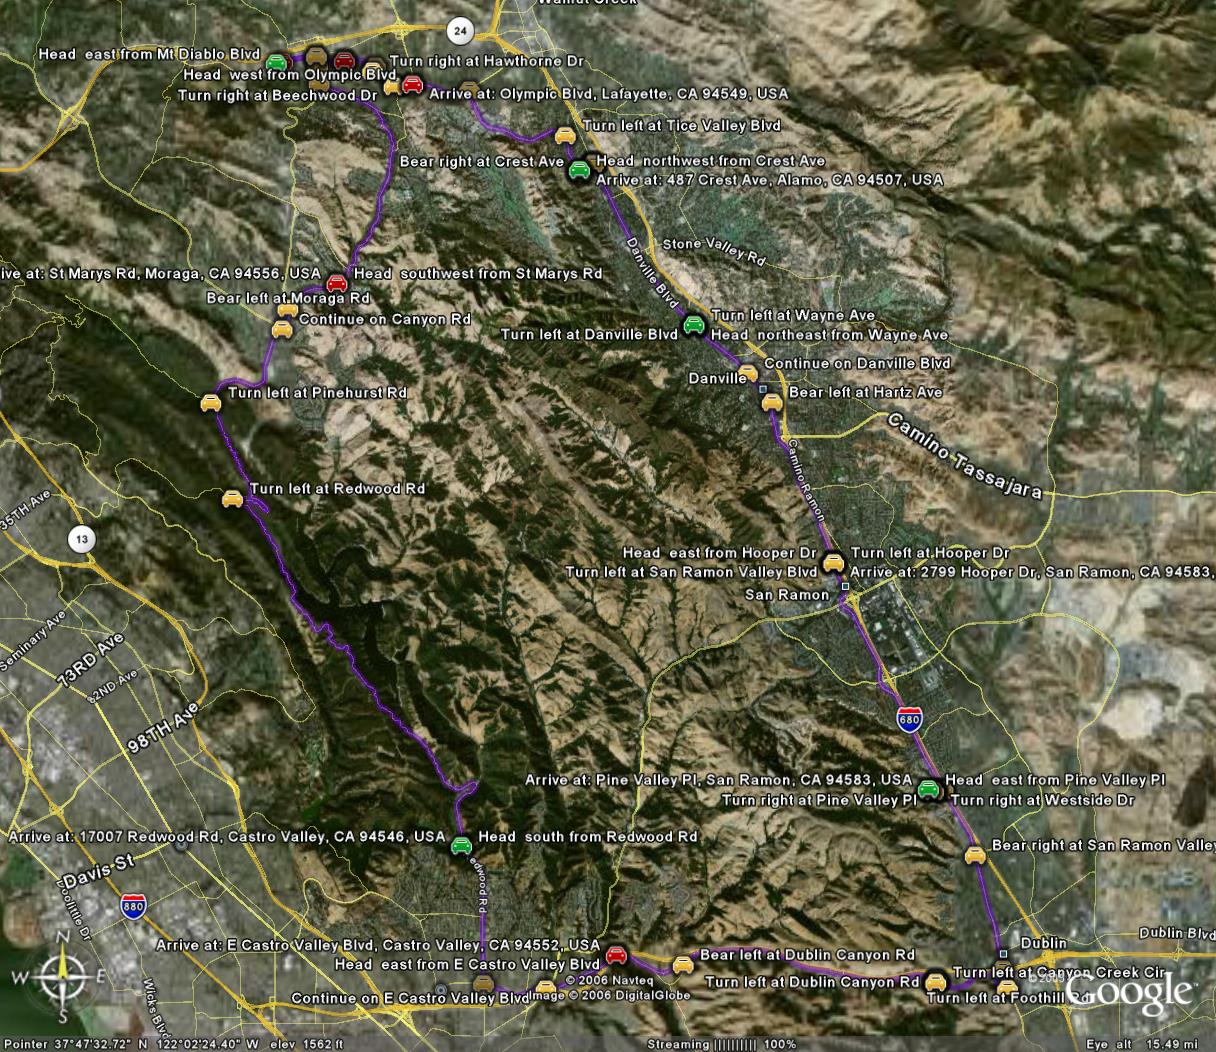 Walnut Creek
24
Head east from Mt Diablo Blvd
Turn right at Hawthorne Dr
Head west from Olympic Blvd
Turn right at Beechwood Dr
Arrive at: Olympic Blvd, Lafayette, CA 94549, USA
Turn left at Tice Valley Blvd
Bear right at Crest Ave
Head northwest from Crest Ave
Arrive at: 487 Crest Ave, Alamo, CA 94507, USA
Stone Valley Rd
Danville Blvd
ive at: St Marys Rd, Moraga, CA 94556, USA
Head southwest from St Marys Rd
Bear left at Moraga Rd
Continue on Canyon Rd
Turn left at Wayne Ave
Turn left at Danville Blvd
Head northeast from Wayne Ave
Continue on Danville Blvd
Danville
Turn left at Pinehurst Rd
Bear left at Hartz Ave
Camino Tassajara
Camino Ramon
Turn left at Redwood Rd
35TH Ave
13
Head east from Hooper Dr
Turn left at Hooper Dr
Turn left at San Ramon Valley Blvd
Arrive at: 2799 Hooper Dr, San Ramon, CA 94583,
San Ramon
Seminary Ave
73RD Ave
82ND Ave
98TH Ave
680
Arrive at: Pine Valley Pl, San Ramon, CA 94583, USA
Head east from Pine Valley Pl
Turn right at Pine Valley Pl
Turn right at Westside Dr
Arrive at: 17007 Redwood Rd, Castro Valley, CA 94546, USA
Head south from Redwood Rd
Bear right at San Ramon Valley
Davis St
edwood Rd
Doolittle Dr
880
N
W E
S
Wicks Blvd
Arrive at: E Castro Valley Blvd, Castro Valley, CA 94552, USA
Head east from E Castro Valley Blvd
Bear left at Dublin Canyon Rd
Dublin
Dublin Blvd
Turn left at Dublin Canyon Rd
Turn left at Canyon Creek Cir
Continue on E Castro Valley Blvd
© 2006 Navteq
Image © 2006 DigitalGlobe
Turn left at Foothill
Google
Pointer 37°47'32.72" N 122°02'24.40" W elev 1562 ft
Streaming |||||||||| 100%
Eye alt 15.49 mi